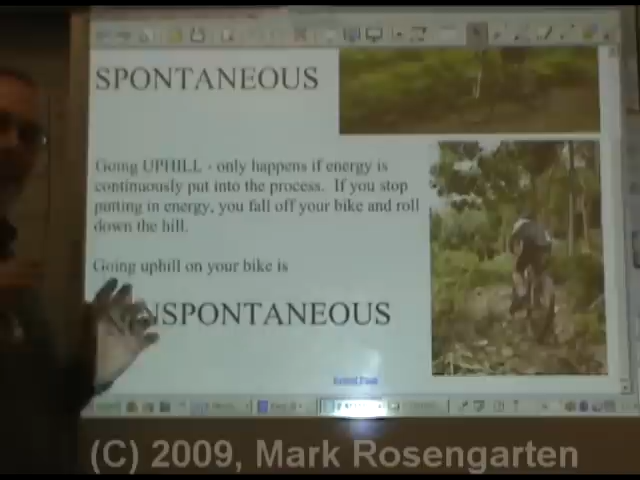 SPONTANEOUS
Going UPHILL - only happens if energy is
continuously put into the process. If you stop
putting in energy, you fall off your bike and roll
down the hill.
Going uphill on your bike is
NONSPONTANEOUS
(C) 2009, Mark Rosengarten